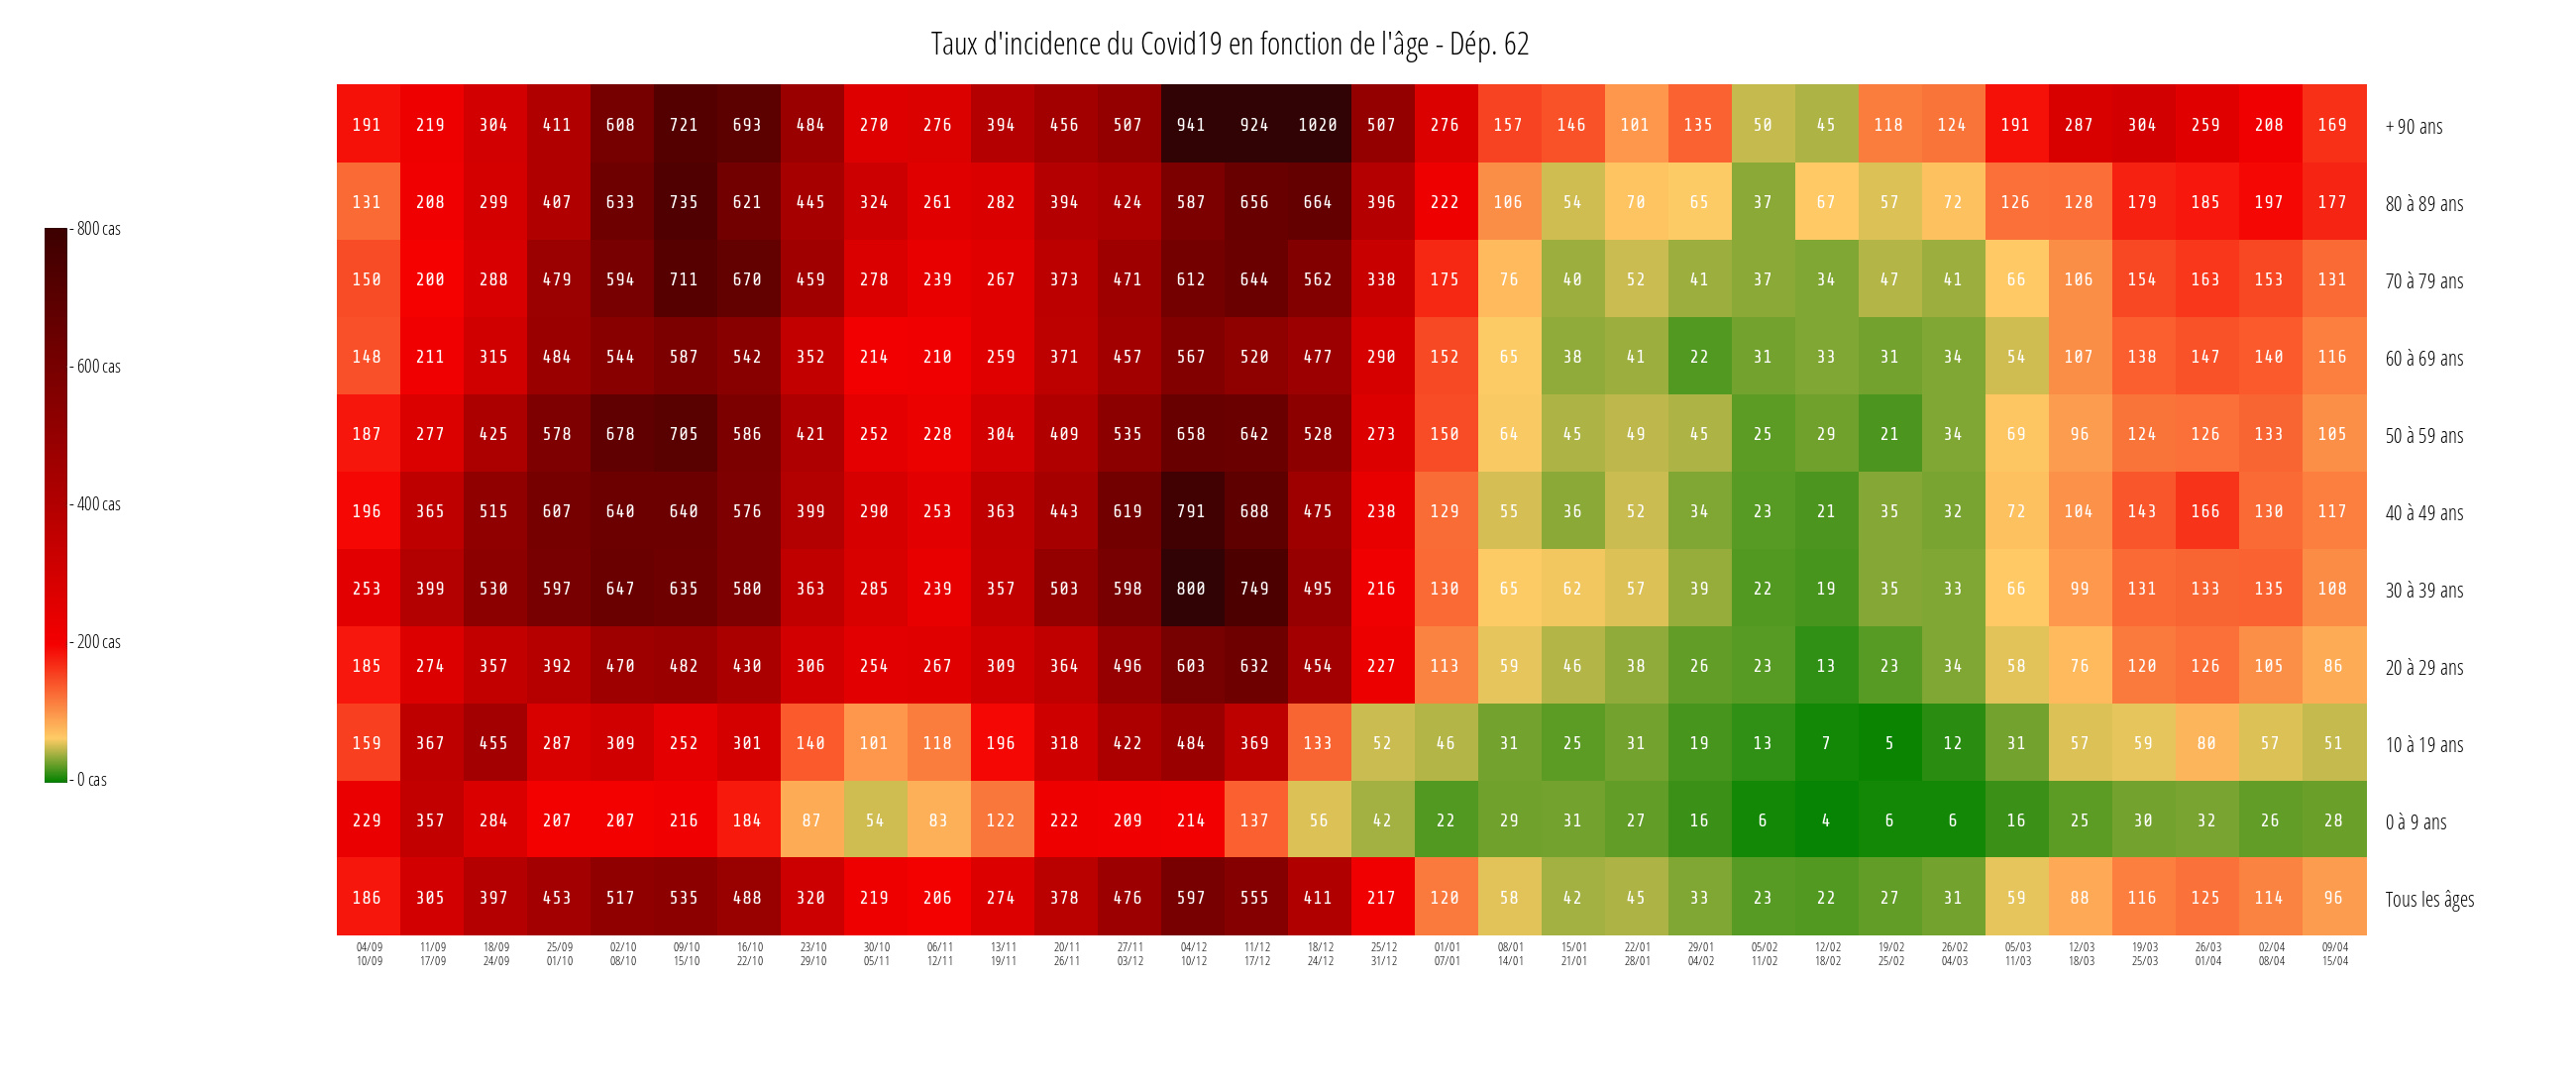 Taux d'incidence du Covid19 en fonction de l'âge - Dép. 62
- 800 cas
- 600 cas
- 400 cas
- 200 cas
- 0 cas
191 219 304 411 608 721 693 484 270 276 394 456 507 941 924 1020 507 276 157 146 101 135 50 45 118 124 191 287 304 259 208 169 + 90 ans
131 208 299 407 633 735 621 445 324 261 282 394 424 587 656 664 396 222 106 54 70 65 37 67 57 72 126 128 179 185 197 177 80 à 89 ans
150 200 288 479 594 711 670 459 278 239 267 373 471 612 644 562 338 175 76 40 52 41 37 34 47 41 66 106 154 163 153 131 70 à 79 ans
148 211 315 484 544 587 542 352 214 210 259 371 457 567 520 477 290 152 65 38 41 22 31 33 31 34 54 107 138 147 140 116 60 à 69 ans
187 277 425 578 678 705 586 421 252 228 304 409 535 658 642 528 273 150 64 45 49 45 25 29 21 34 69 96 124 126 133 105 50 à 59 ans
196 365 515 607 640 640 576 399 290 253 363 443 619 791 688 475 238 129 55 36 52 34 23 21 35 32 72 104 143 166 130 117 40 à 49 ans
253 399 530 597 647 635 580 363 285 239 357 503 598 800 749 495 216 130 65 62 57 39 22 19 35 33 66 99 131 133 135 108 30 à 39 ans
185 274 357 392 470 482 430 306 254 267 309 364 496 603 632 454 227 113 59 46 38 26 23 13 23 34 58 76 120 126 105 86 20 à 29 ans
159 367 455 287 309 252 301 140 101 118 196 318 422 484 369 133 52 46 31 25 31 19 13 7 5 12 31 57 59 80 57 51 10 à 19 ans
229 357 284 207 207 216 184 87 54 83 122 222 209 214 137 56 42 22 29 31 27 16 6 4 6 6 16 25 30 32 26 28 0 à 9 ans
186 305 397 453 517 535 488 320 219 206 274 378 476 597 555 411 217 120 58 42 45 33 23 22 27 31 59 88 116 125 114 96 Tous les âges
04/09 11/09 18/09 25/09 02/10 09/10 16/10 23/10 30/10 06/11 13/11 20/11 27/11 04/12 11/12 18/12 25/12 01/01 08/01 15/01 22/01 29/01 05/02 12/02 19/02 26/02 05/03 12/03 19/03 26/03 02/04 09/04
10/09 17/09 24/09 01/10 08/10 15/10 22/10 29/10 05/11 12/11 19/11 26/11 03/12 10/12 17/12 24/12 31/12 07/01 14/01 21/01 28/01 04/02 11/02 18/02 25/02 04/03 11/03 18/03 25/03 01/04 08/04 15/04